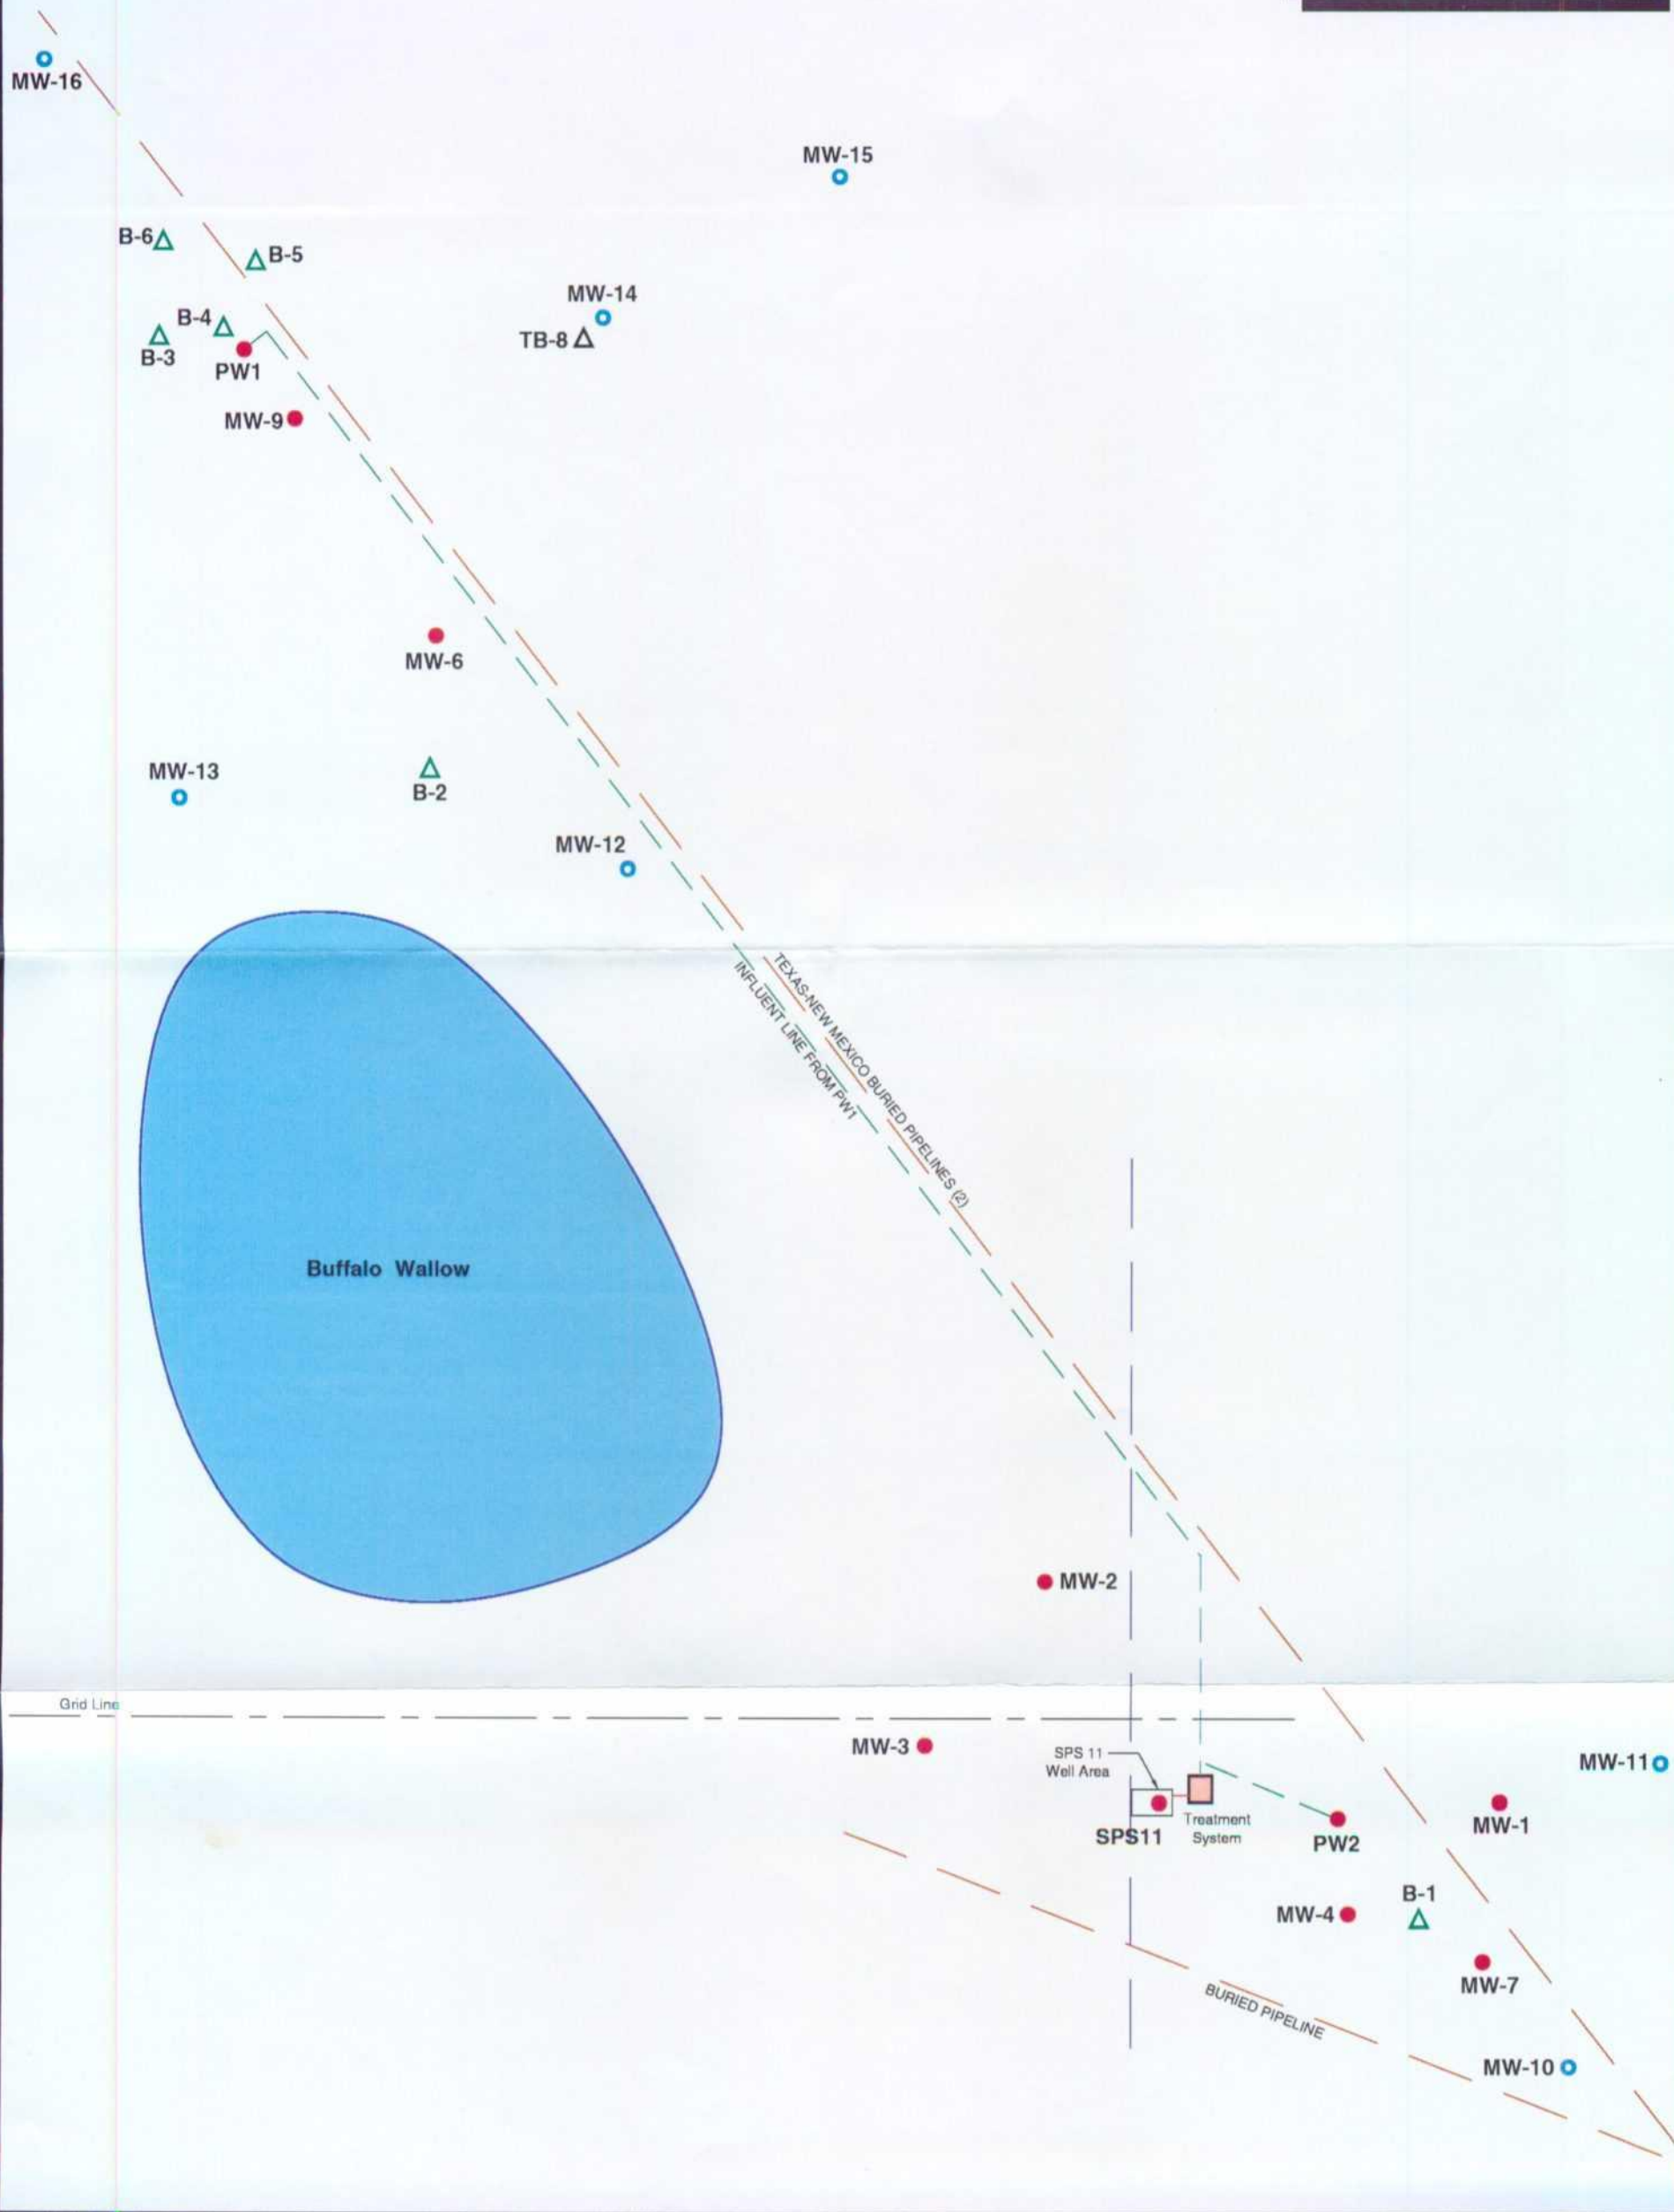 MW-16
MW-15
B-6
B-5
MW-14
B-4
TB-8
B-3
PW1
MW-9
MW-6
MW-13
B-2
MW-12
TEXAS-NEW MEXICO BURIED PIPELINES (2)
INFLUENT LINE FROM PW1
Buffalo Wallow
MW-2
Grid Line
MW-3
SPS 11
Well Area
MW-11
Treatment
System
SPS11
PW2
MW-1
B-1
MW-4
MW-7
BURIED PIPELINE
MW-10